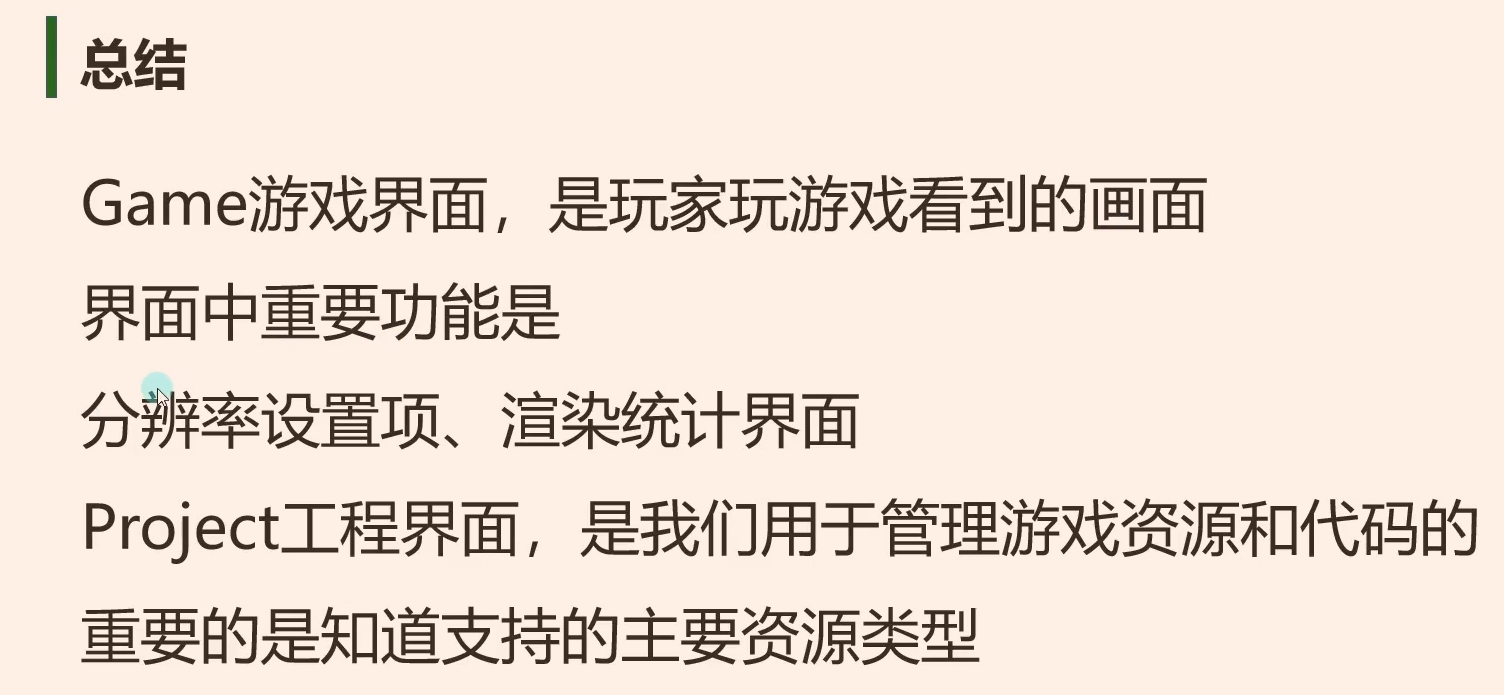 总结
Game游戏界面，是玩家玩游戏看到的画面
界面中重要功能是
分辨率设置项、渲染统计界面
Project工程界面，是我们用于管理游戏资源和代码的
重要的是知道支持的主要资源类型